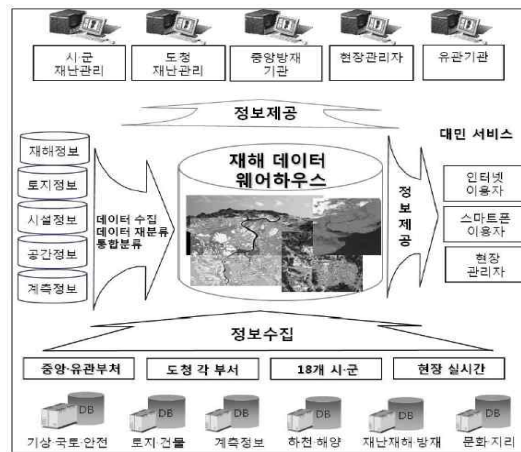 시·군
재난관리
도청
재난관리
중앙방재
기관
현장관리자
유관기관
정보제공
재해정보
토지정보
시설정보
공간정보
계측정보
데이터 수집
데이터 재분류
통합분류
재해 데이터
웨어하우스
정보제공
대민 서비스
인터넷
이용자
스마트폰
이용자
현장
관리자
정보수집
중앙·유관부처
도청 각 부서
18개 시·군
현장 실시간
DB
DB
DB
DB
DB
DB
기상·국토·안전
토지·건물
계측정보
하천·해양
재난재해·방재
문화·지리